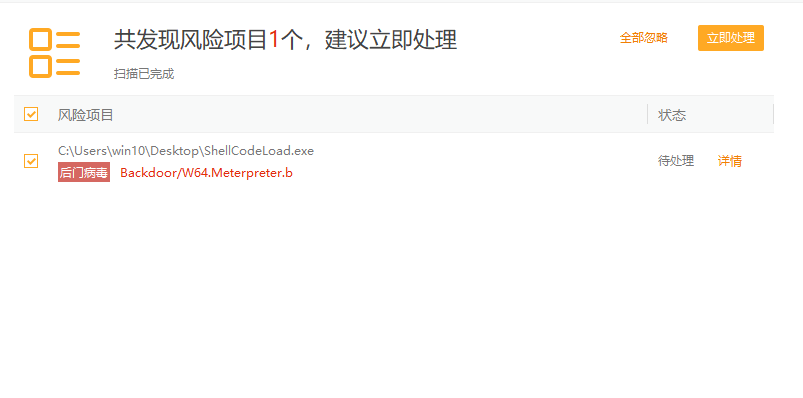 共发现风险项目1个，建议立即处理
全部忽略
立即处理
扫描已完成
风险项目
状态
C:\Users\win10\Desktop\ShellCodeLoad.exe
后门病毒 Backdoor/W64.Meterpreter.b
待处理
详情